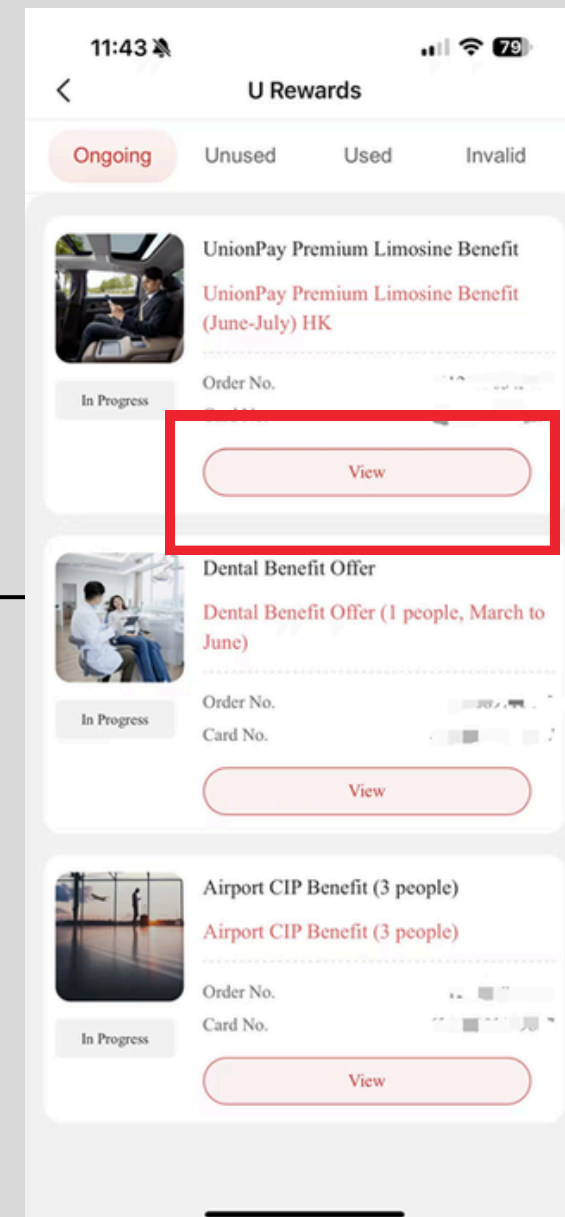 11:43
79
U Rewards
Ongoing Unused Used Invalid
UnionPay Premium Limosine Benefit
UnionPay Premium Limosine Benefit
(June-July) HK
In Progress
Order No.
View
Dental Benefit Offer
Dental Benefit Offer (1 people, March to
June)
In Progress
Order No.
Card No.
View
Airport CIP Benefit (3 people)
Airport CIP Benefit (3 people)
In Progress
Order No.
Card No.
View